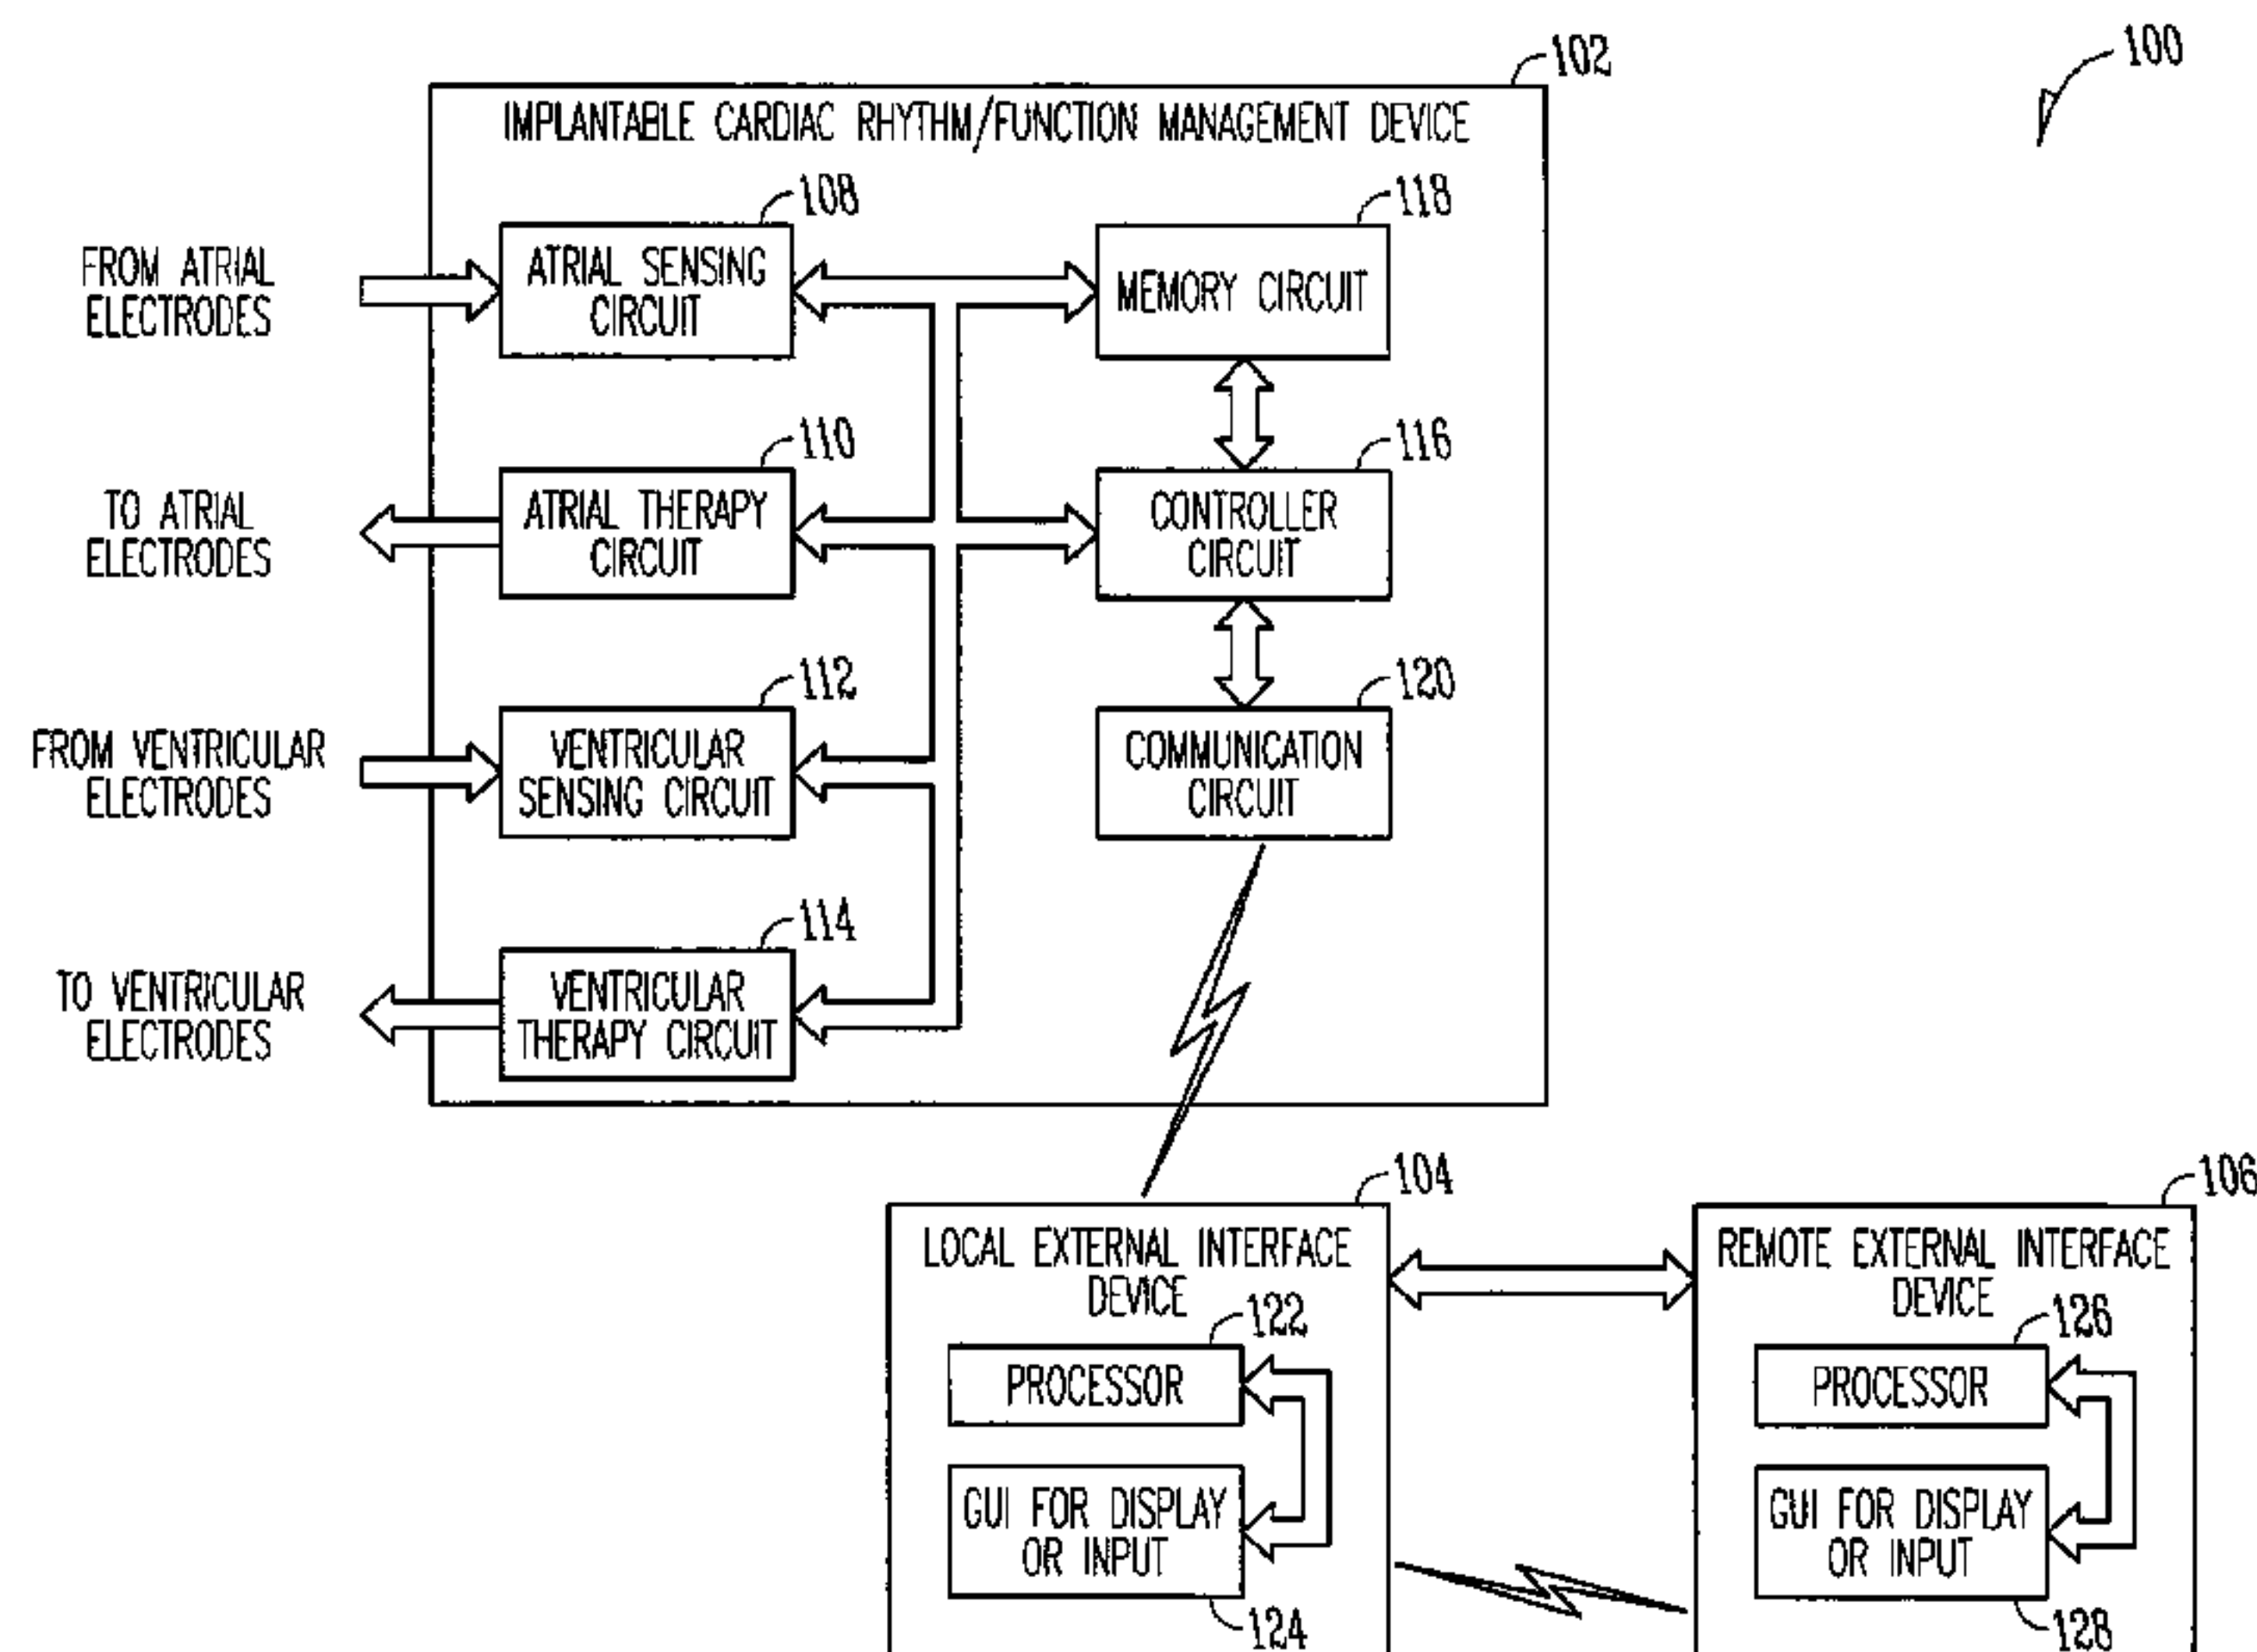 100
102
IMPLANTABLE CARDIAC RHYTHM/FUNCTION MANAGEMENT DEVICE
108
118
FROM ATRIAL
ELECTRODES
ATRIAL SENSING
CIRCUIT
MEMORY CIRCUIT
110
116
TO ATRIAL
ELECTRODES
ATRIAL THERAPY
CIRCUIT
CONTROLLER
CIRCUIT
112
120
FROM VENTRICULAR
ELECTRODES
VENTRICULAR
SENSING CIRCUIT
COMMUNICATION
CIRCUIT
114
TO VENTRICULAR
ELECTRODES
VENTRICULAR
THERAPY CIRCUIT
104
LOCAL EXTERNAL INTERFACE
DEVICE
122
PROCESSOR
GUI FOR DISPLAY
OR INPUT
124
106
REMOTE EXTERNAL INTERFACE
DEVICE
126
PROCESSOR
GUI FOR DISPLAY
OR INPUT
128